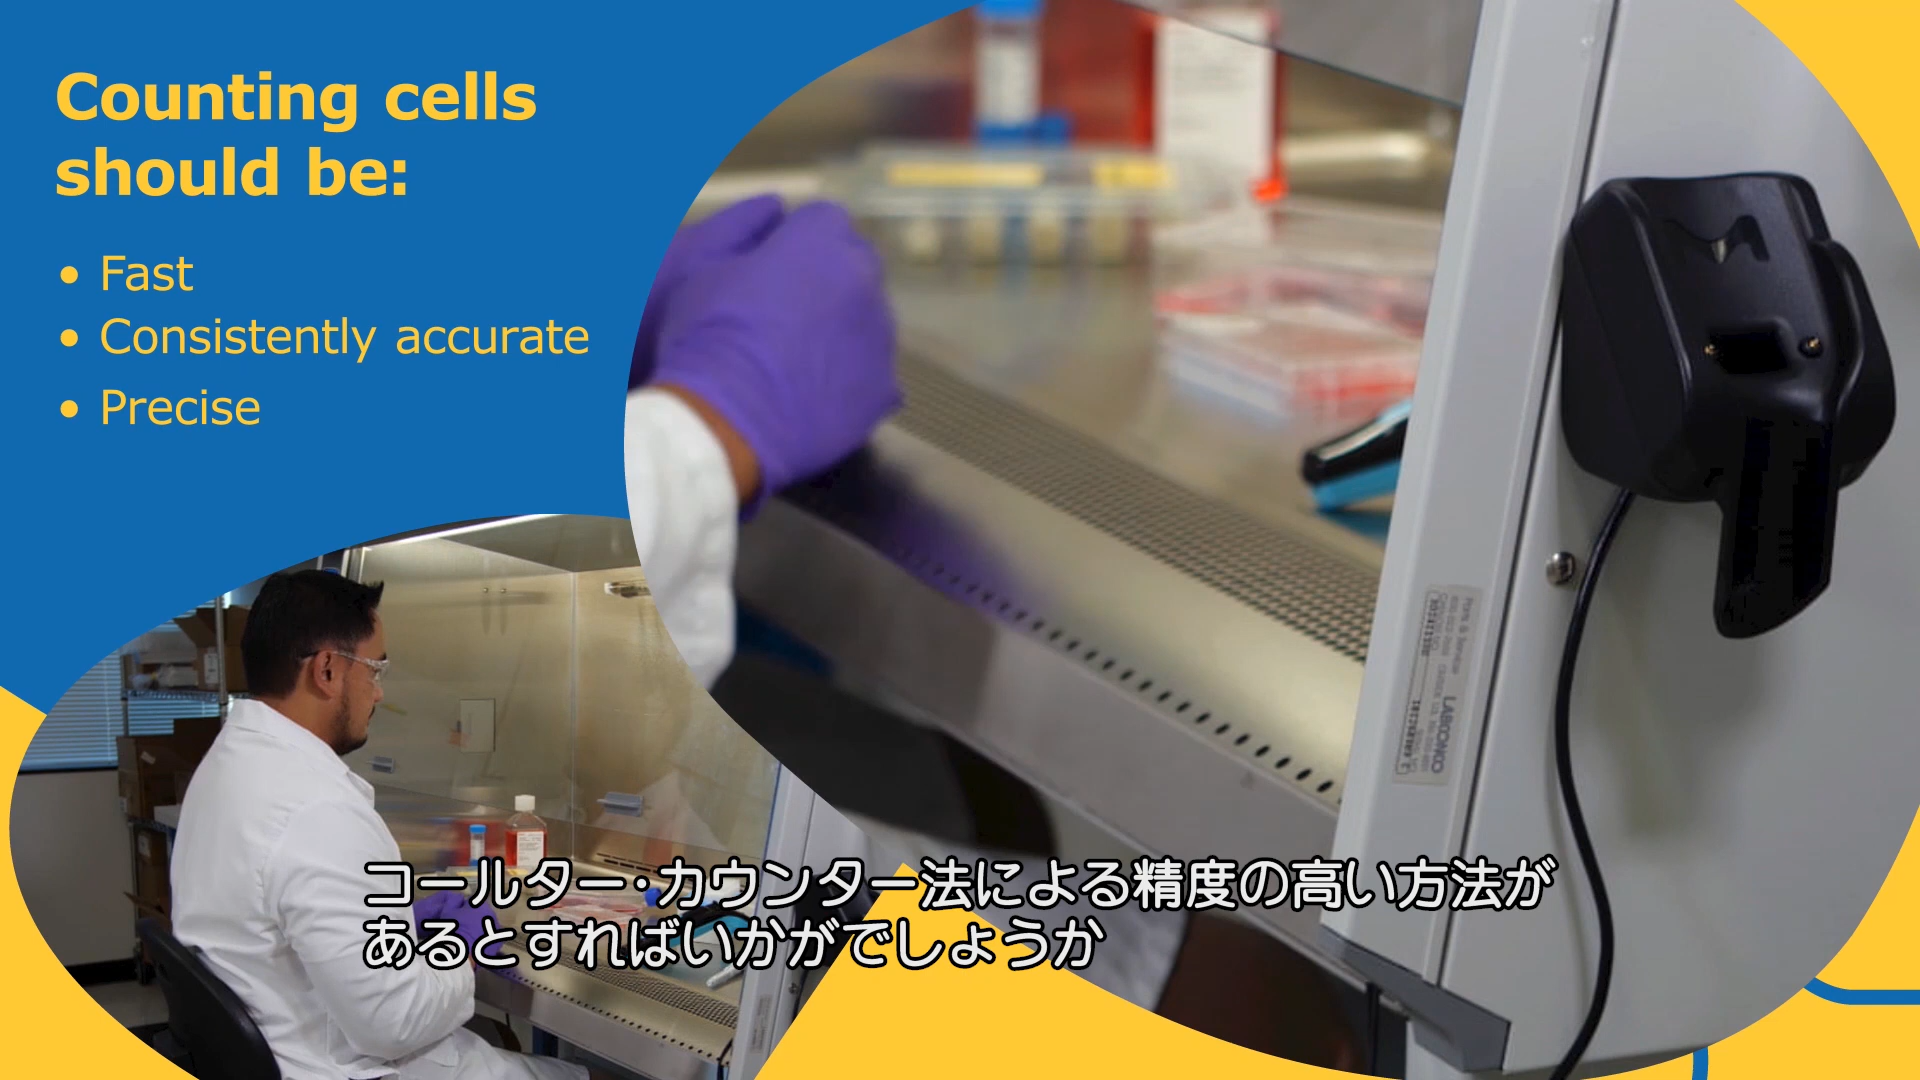 Counting cells
should be:
• Fast
• Consistently accurate
• Precise
LABCONCO
コールター・カウンター法による精度の高い方法が
あるとすればいかがでしょうか